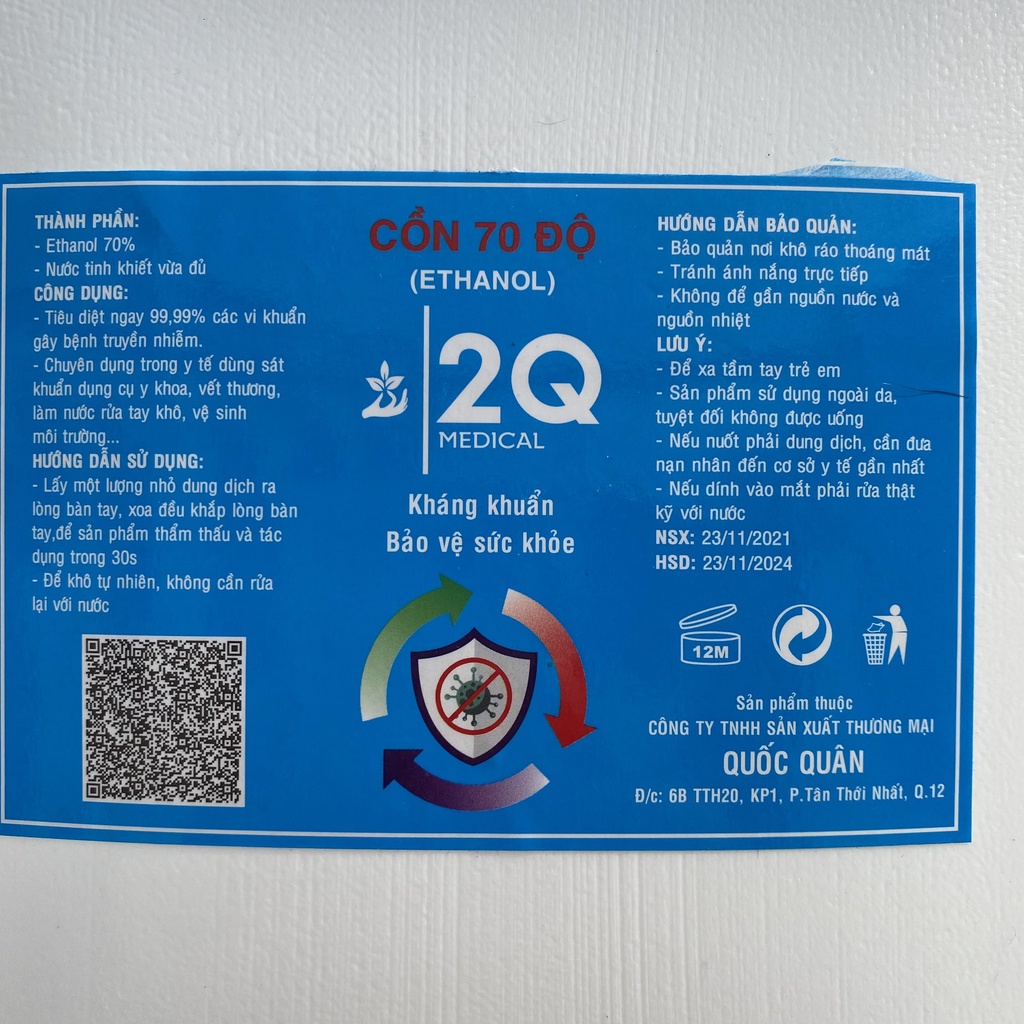 THÀNH PHẦN:
- Ethanol 70%
- Nước tinh khiết vừa đủ
CÔNG DỤNG:
- Tiêu diệt ngay 99,99% các vi khuẩn
gây bệnh truyền nhiễm.
- Chuyên dụng trong y tế dùng sát
khuẩn dụng cụ y khoa, vết thương,
làm nước rửa tay khô, vệ sinh
môi trường...
HƯỚNG DẪN SỬ DỤNG:
- Lấy một lượng nhỏ dung dịch ra
lòng bàn tay, xoa đều khắp lòng bàn
tay,để sản phẩm thẩm thấu và tác
dụng trong 30s
- Để khô tự nhiên, không cần rửa
lại với nước
CỒN 70 ĐỘ
(ETHANOL)
2Q
MEDICAL
Kháng khuẩn
Bảo vệ sức khỏe
HƯỚNG DẪN BẢO QUẢN:
- Bảo quản nơi khô ráo thoáng mát
- Tránh ánh nắng trực tiếp
- Không để gần nguồn nước và
nguồn nhiệt
LƯU Ý:
- Để xa tầm tay trẻ em
- Sản phẩm sử dụng ngoài da,
tuyệt đối không được uống
- Nếu nuốt phải dung dịch, cần đưa
nạn nhân đến cơ sở y tế gần nhất
- Nếu dính vào mắt phải rửa thật
kỹ với nước
NSX: 23/11/2021
HSD: 23/11/2024
12M
Sản phẩm thuộc
CÔNG TY TNHH SẢN XUẤT THƯƠNG MẠI
QUỐC QUÂN
Đ/c: 6B TTH20, KP1, P.Tân Thới Nhất, Q.12